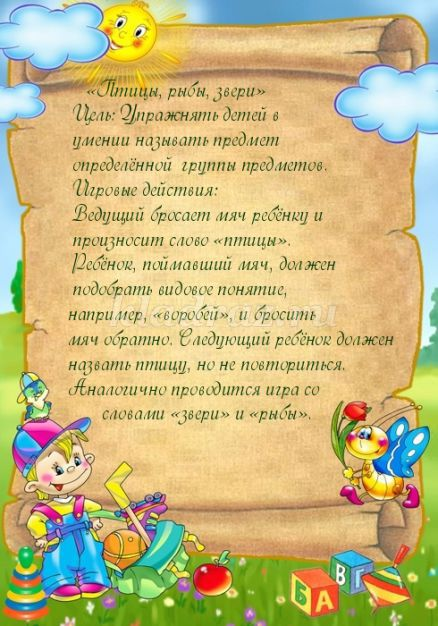 «Птицы, рыбы, звери»
Цель: Упражнять детей в
умении называть предмет
определённой группы предметов.
Игровые действия:
Ведущий бросает мяч ребёнку и
произносит слово «птицы».
Ребёнок, поймавший мяч, должен
подобрать видовое понятие,
например, «воробей», и бросить
мяч обратно. Следующий ребёнок должен
назвать птицу, но не повториться.
Аналогично проводится игра со
словами «звери» и «рыбы».
Б А В Г